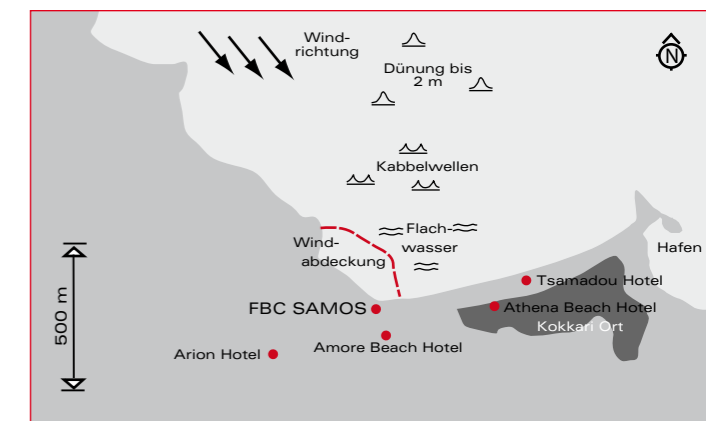 Wind-
richtung
N
Dünung bis
2 m
Kabbelwellen
Flach-
wasser
Wind-
abdeckung
Hafen
500 m
Tsamadou Hotel
FBC SAMOS
Athena Beach Hotel
Kokkari Ort
Amore Beach Hotel
Arion Hotel